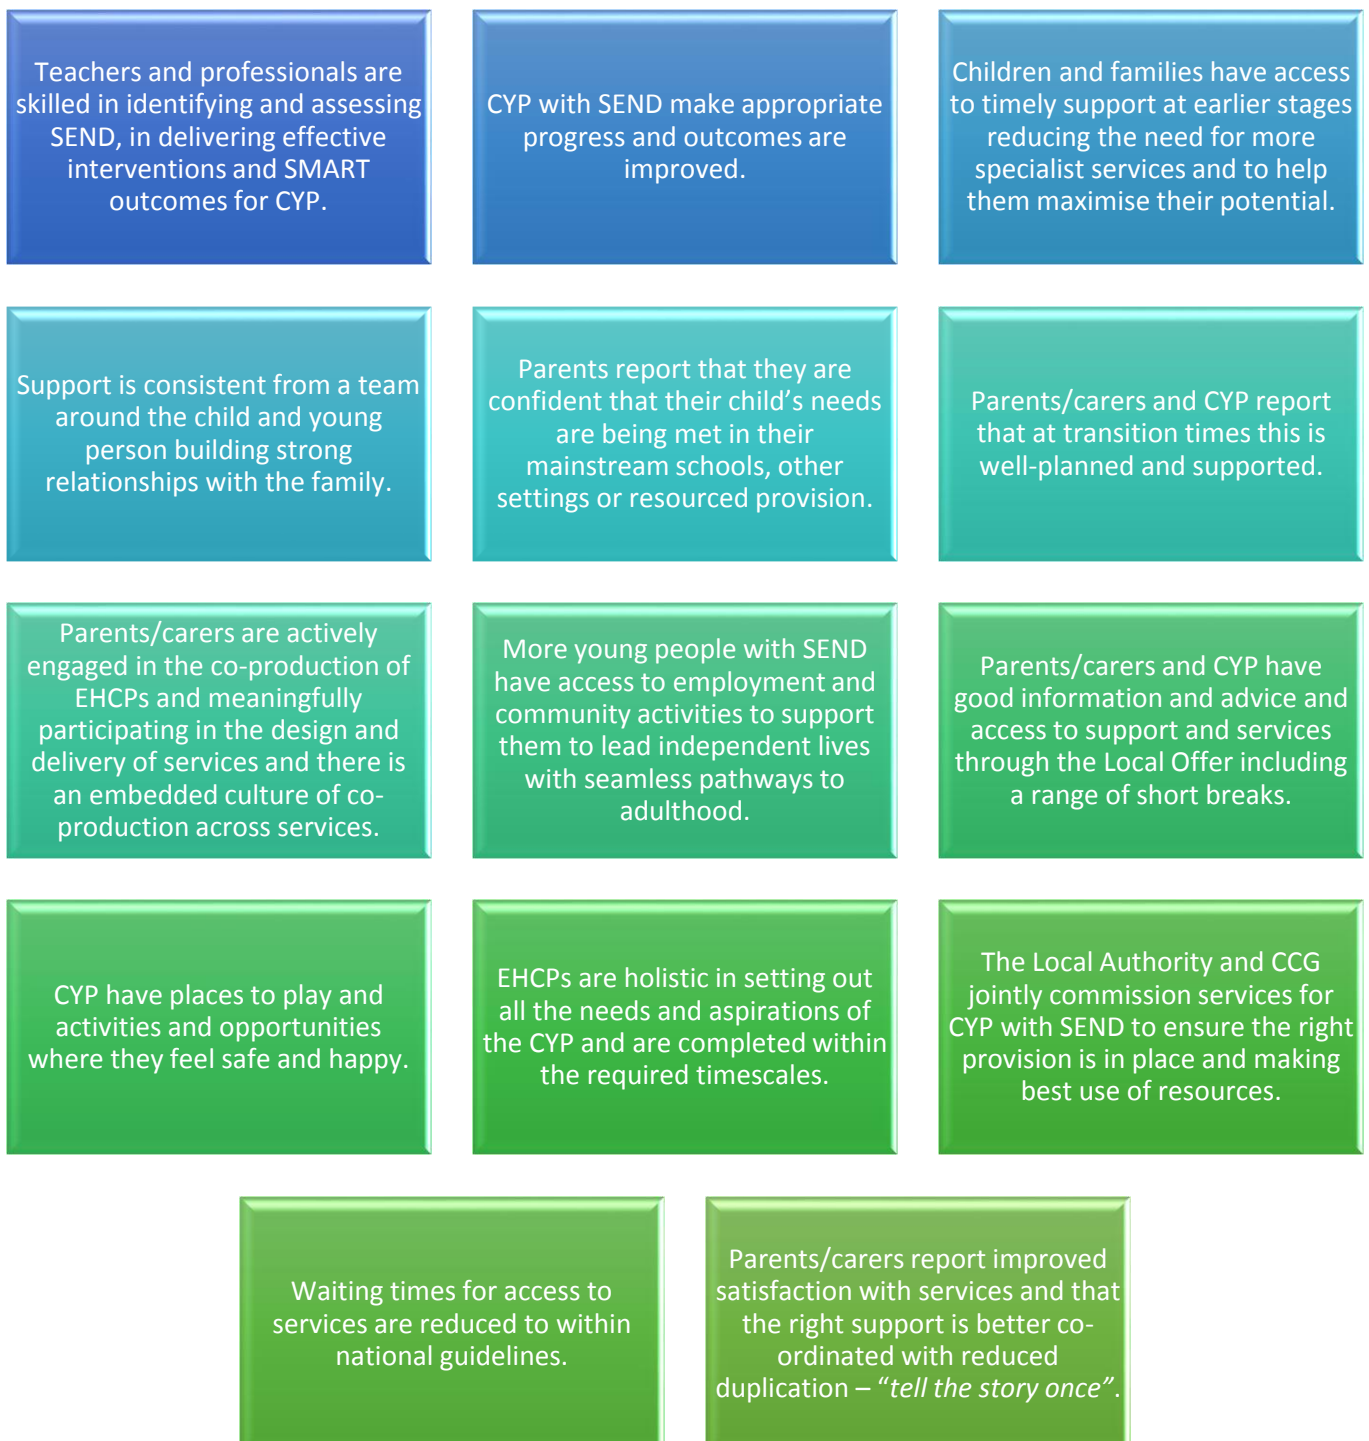 Teachers and professionals are
skilled in identifying and assessing
SEND, in delivering effective
interventions and SMART
outcomes for CYP.
CYP with SEND make appropriate
progress and outcomes are
improved.
Children and families have access
to timely support at earlier stages
reducing the need for more
specialist services and to help
them maximise their potential.
Support is consistent from a team
around the child and young
person building strong
relationships with the family.
Parents report that they are
confident that their child’s needs
are being met in their
mainstream schools, other
settings or resourced provision.
Parents/carers and CYP report
that at transition times this is
well-planned and supported.
Parents/carers are actively
engaged in the co-production of
EHCPs and meaningfully
participating in the design and
delivery of services and there is
an embedded culture of co-
production across services.
More young people with SEND
have access to employment and
community activities to support
them to lead independent lives
with seamless pathways to
adulthood.
Parents/carers and CYP have
good information and advice and
access to support and services
through the Local Offer including
a range of short breaks.
CYP have places to play and
activities and opportunities
where they feel safe and happy.
EHCPs are holistic in setting out
all the needs and aspirations of
the CYP and are completed within
the required timescales.
The Local Authority and CCG
jointly commission services for
CYP with SEND to ensure the right
provision is in place and making
best use of resources.
Waiting times for access to
services are reduced to within
national guidelines.
Parents/carers report improved
satisfaction with services and that
the right support is better co-
ordinated with reduced
duplication – “tell the story once”.